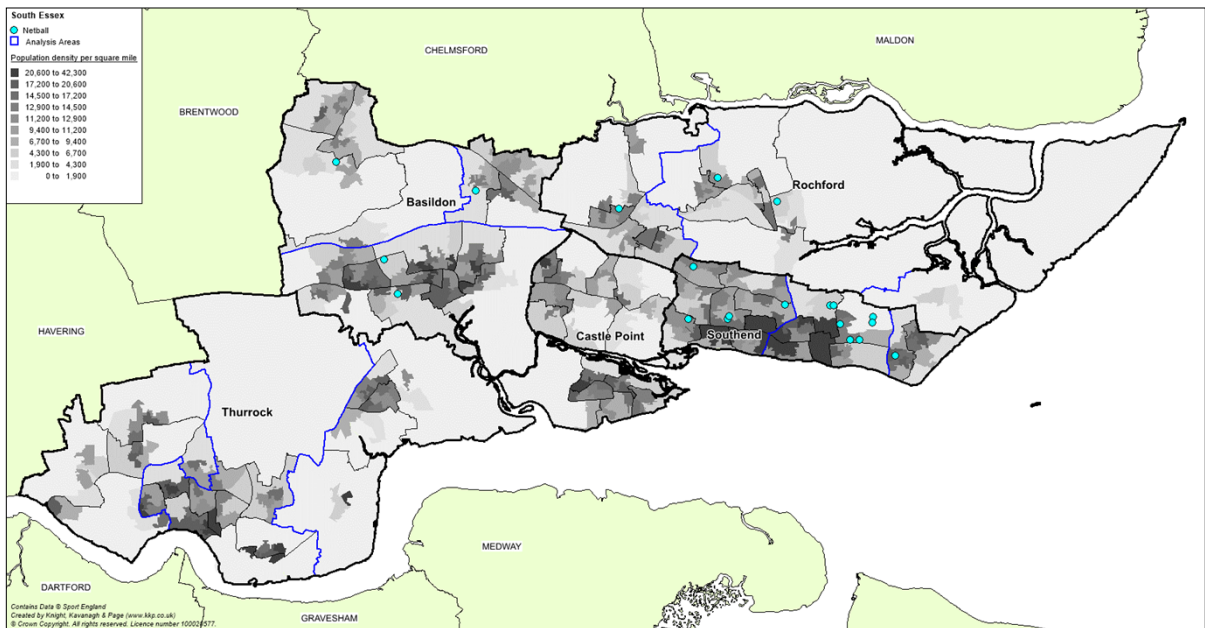 South Essex
Netball
Analysis Areas
Population density per square mile
20,600 to 42,300
17,200 to 20,600
14,500 to 17,200
12,900 to 14,500
11,200 to 12,900
9,400 to 11,200
6,700 to 9,400
4,300 to 6,700
1,900 to 4,300
0 to 1,900
MALDON
CHELMSFORD
BRENTWOOD
Rochford
Basildon
HAVERING
Castle Point
Southend
Thurrock
MEDWAY
DARTFORD
GRAVESHAM
Contains Data ® Sport England
Created by Knight, Kavanagh & Page (www.kkp.co.uk)
® Crown Copyright. All rights reserved. Licence number 100020577.